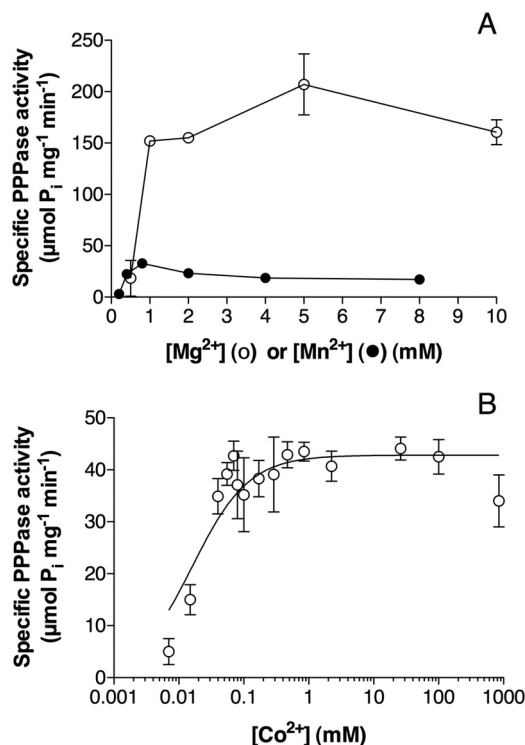 A
Specific PPPase activity
(μmol Pᵢ mg⁻¹ min⁻¹)
250
200
150
100
50
0
0 1 2 3 4 5 6 7 8 9 10
[Mg²⁺] (o) or [Mn²⁺] (●) (mM)
B
Specific PPPase activity
(μmol Pᵢ mg⁻¹ min⁻¹)
50
40
30
20
10
0
0.001 0.01 0.1 1 10 100 1000
[Co²⁺] (mM)